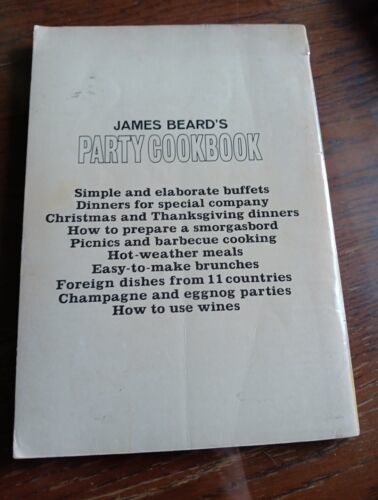 JAMES BEARD'S
PARTY COOKBOOK
Simple and elaborate buffets
Dinners for special company
Christmas and Thanksgiving dinners
How to prepare a smorgasbord
Picnics and barbecue cooking
Hot-weather meals
Easy-to-make brunches
Foreign dishes from 11 countries
Champagne and eggnog parties
How to use wines